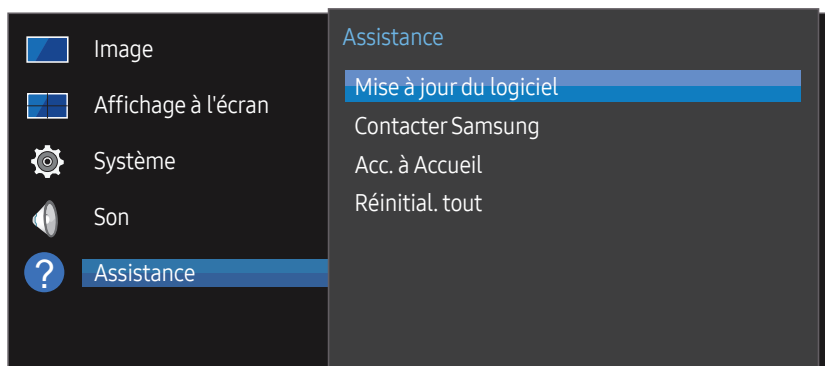 Image
Affichage à l'écran
Système
Son
? Assistance
Assistance
Mise à jour du logiciel
Contacter Samsung
Acc. à Accueil
Réinitial. tout